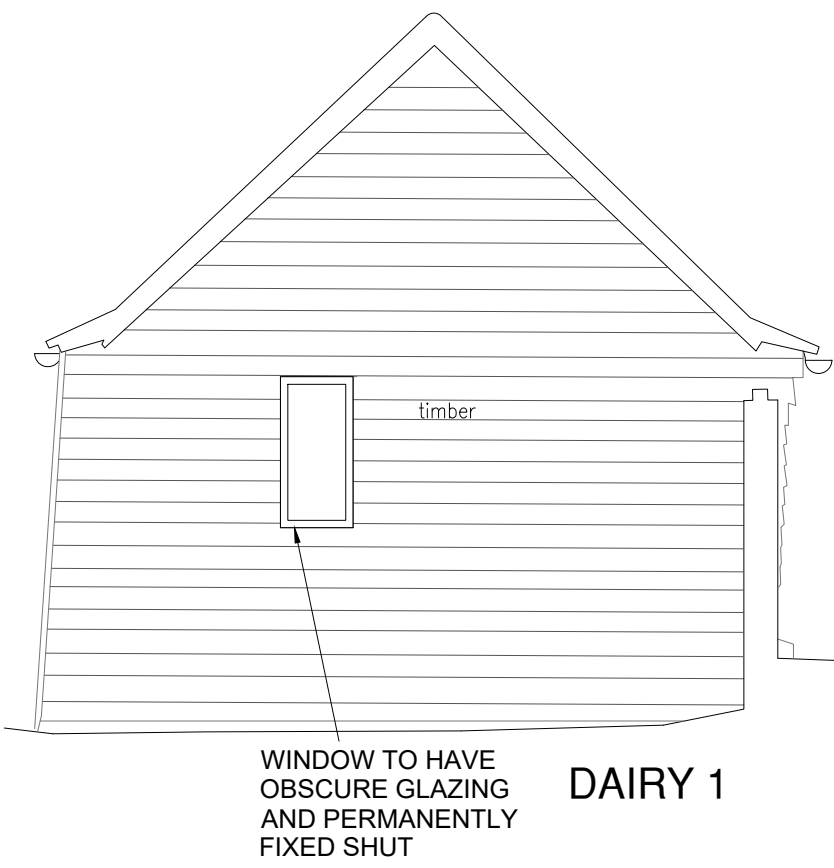 timber
WINDOW TO HAVE
OBSCURE GLAZING
AND PERMANENTLY
FIXED SHUT
DAIRY 1